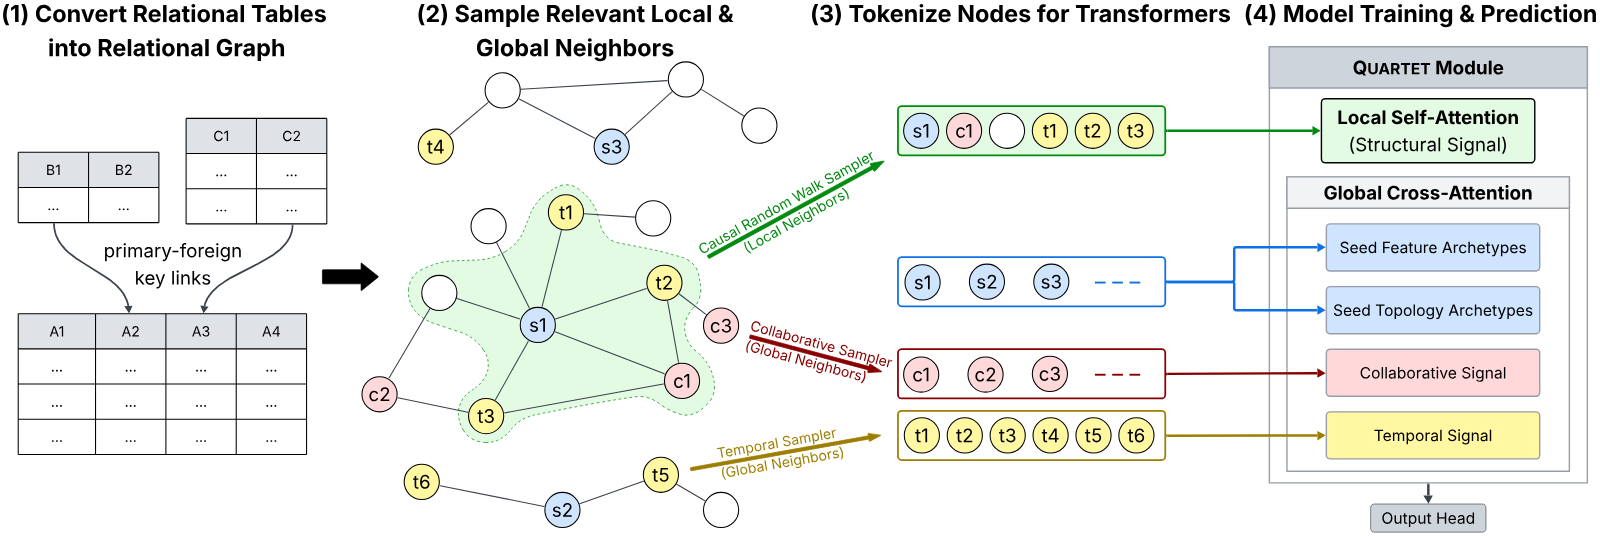 (1) Convert Relational Tables
into Relational Graph
B1 B2
... ...
C1 C2
... ...
... ...
primary-foreign
key links
A1 A2 A3 A4
... ... ... ...
... ... ... ...
... ... ... ...
(2) Sample Relevant Local &
Global Neighbors
t4
s3
t1
t2
s1
c3
c1
c2
t3
t6
t5
s2
Causal Random Walk Sampler
(Local Neighbors)
Collaborative Sampler
(Global Neighbors)
Temporal Sampler
(Global Neighbors)
(3) Tokenize Nodes for Transformers
s1 c1 t1 t2 t3
s1 s2 s3
c1 c2 c3
t1 t2 t3 t4 t5 t6
(4) Model Training & Prediction
QUARTET Module
Local Self-Attention
(Structural Signal)
Global Cross-Attention
Seed Feature Archetypes
Seed Topology Archetypes
Collaborative Signal
Temporal Signal
Output Head